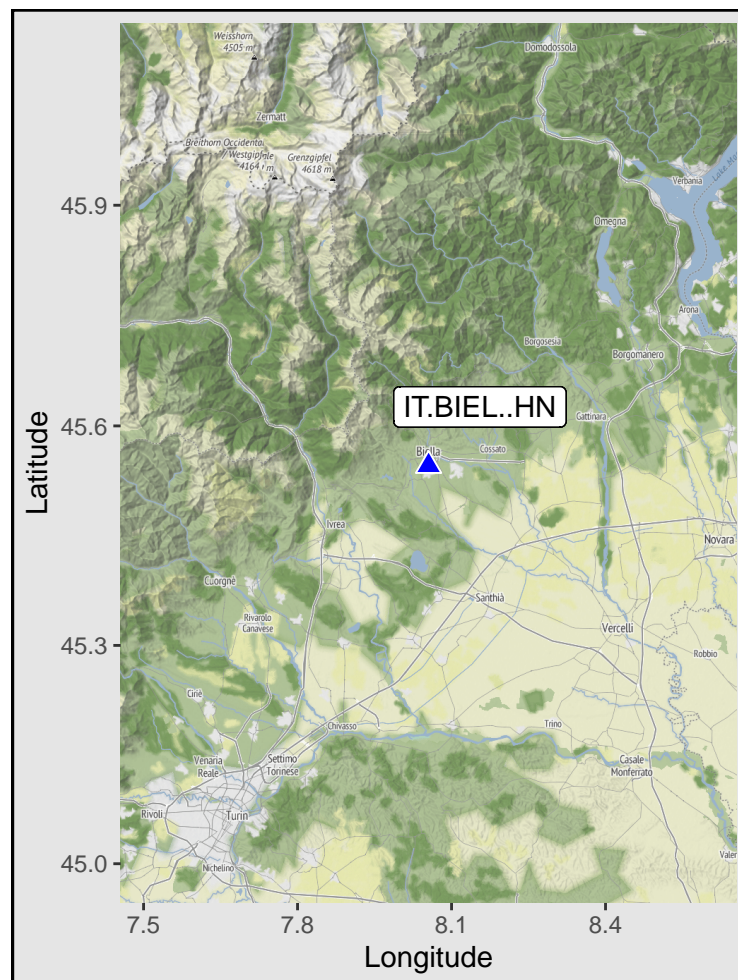 Weisshorn
4505 m
Domodossola
Zermatt
Breithorn Occidentale
/ Westgipfel
4164 m
Grenzgipfel
4618 m
Verbania
Omegna
Arona
Borgosesia
Borgomanero
Gattinara
IT.BIEL..HN
Biella
Cossato
Ivrea
Novara
Cuorgnè
Santhià
Rivarolo
Canavese
Vercelli
Robbio
Ciriè
Chivasso
Trino
Venaria
Reale
Settimo
Torinese
Casale
Monferrato
Rivoli
Turin
Nichelino
Valen
45.9
45.6
45.3
45.0
Latitude
7.5
7.8
8.1
8.4
Longitude